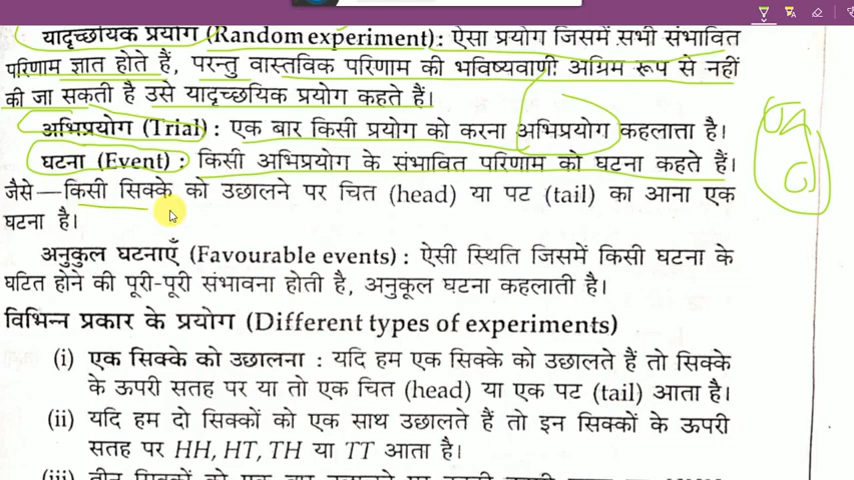 यादृच्छायिक प्रयोग (Random experiment) : ऐसा प्रयोग जिसमें सभी संभावित
परिणाम ज्ञात होते हैं, परन्तु वास्तविक परिणाम की भविष्यवाणी अग्रिम रूप से नहीं
की जा सकती है उसे यादृच्छयिक प्रयोग कहते हैं।
अभिप्रयोग (Trial) : एक बार किसी प्रयोग को करना अभिप्रयोग कहलाता है।
घटना (Event) : किसी अभिप्रयोग के संभावित परिणाम को घटना कहते हैं।
जैसे—किसी सिक्के को उछालने पर चित (head) या पट (tail) का आना एक
घटना है।
अनुकुल घटनाएँ (Favourable events) : ऐसी स्थिति जिसमें किसी घटना के
घटित होने की पूरी-पूरी संभावना होती है, अनुकूल घटना कहलाती है।
विभिन्न प्रकार के प्रयोग (Different types of experiments)
(i) एक सिक्के को उछालना : यदि हम एक सिक्के को उछालते हैं तो सिक्के
के ऊपरी सतह पर या तो एक चित (head) या एक पट (tail) आता है।
(ii) यदि हम दो सिक्कों को एक साथ उछालते हैं तो इन सिक्कों के ऊपरी
सतह पर HH, HT, TH या TT आता है।
(iii) तीन सिक्कों को एक